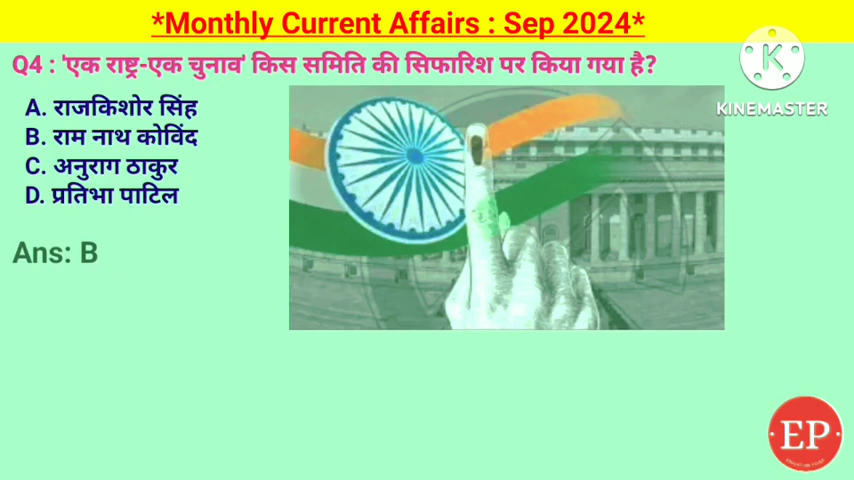 *Monthly Current Affairs : Sep 2024*
Q4 : 'एक राष्ट्र-एक चुनाव' किस समिति की सिफारिश पर किया गया है?
KINEMASTER
A. राजकिशोर सिंह
B. राम नाथ कोविंद
C. अनुराग ठाकुर
D. प्रतिभा पाटिल
Ans: B
EP